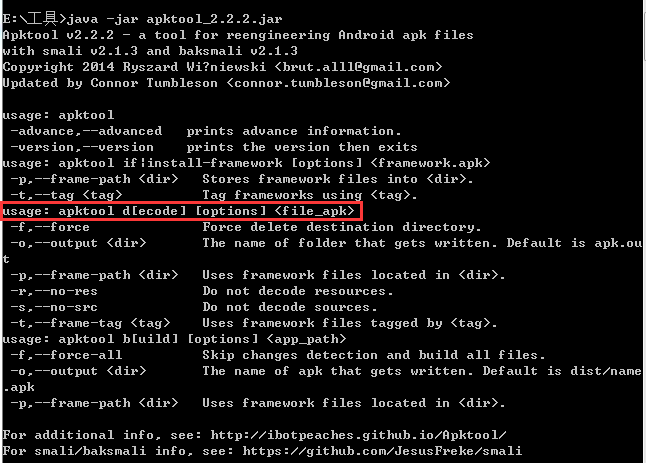 E:\工具>java -jar apktool_2.2.2.jar
Apktool v2.2.2 - a tool for reengineering Android apk files
with smali v2.1.3 and baksmali v2.1.3
Copyright 2014 Ryszard Wi?niewski <brut.alll@gmail.com>
Updated by Connor Tumbleson <connor.tumbleson@gmail.com>
usage: apktool
-advance,--advanced   prints advance information.
-version,--version    prints the version then exits
usage: apktool if|install-framework [options] <framework.apk>
-p,--frame-path <dir>   Stores framework files into <dir>.
-t,--tag <tag>          Tag frameworks using <tag>.
usage: apktool d[ecode] [options] <file_apk>
-f,--force              Force delete destination directory.
-o,--output <dir>       The name of folder that gets written. Default is apk.ou
t
-p,--frame-path <dir>   Uses framework files located in <dir>.
-r,--no-res             Do not decode resources.
-s,--no-src             Do not decode sources.
-t,--frame-tag <tag>    Uses framework files tagged by <tag>.
usage: apktool b[uild] [options] <app_path>
-f,--force-all          Skip changes detection and build all files.
-o,--output <dir>       The name of apk that gets written. Default is dist/name
.apk
-p,--frame-path <dir>   Uses framework files located in <dir>.
For additional info, see: http://ibotpeaches.github.io/Apktool/
For smali/baksmali info, see: https://github.com/JesusFreke/smali